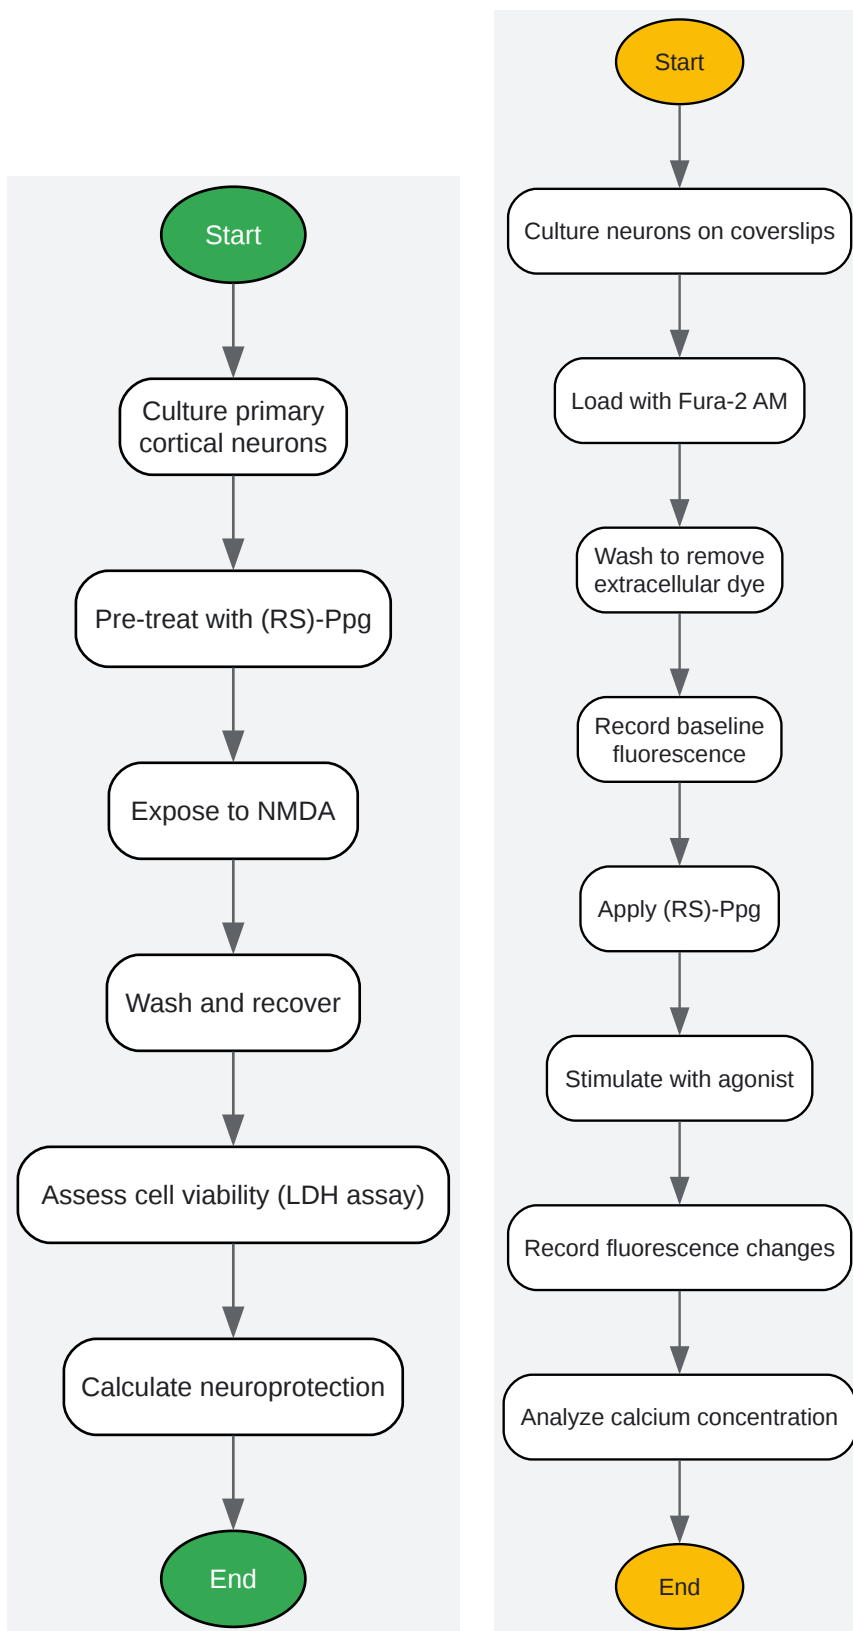 Start
Culture primary
cortical neurons
Pre-treat with (RS)-Ppg
Expose to NMDA
Wash and recover
Assess cell viability (LDH assay)
Calculate neuroprotection
End
Start
Culture neurons on coverslips
Load with Fura-2 AM
Wash to remove
extracellular dye
Record baseline
fluorescence
Apply (RS)-Ppg
Stimulate with agonist
Record fluorescence changes
Analyze calcium concentration
End